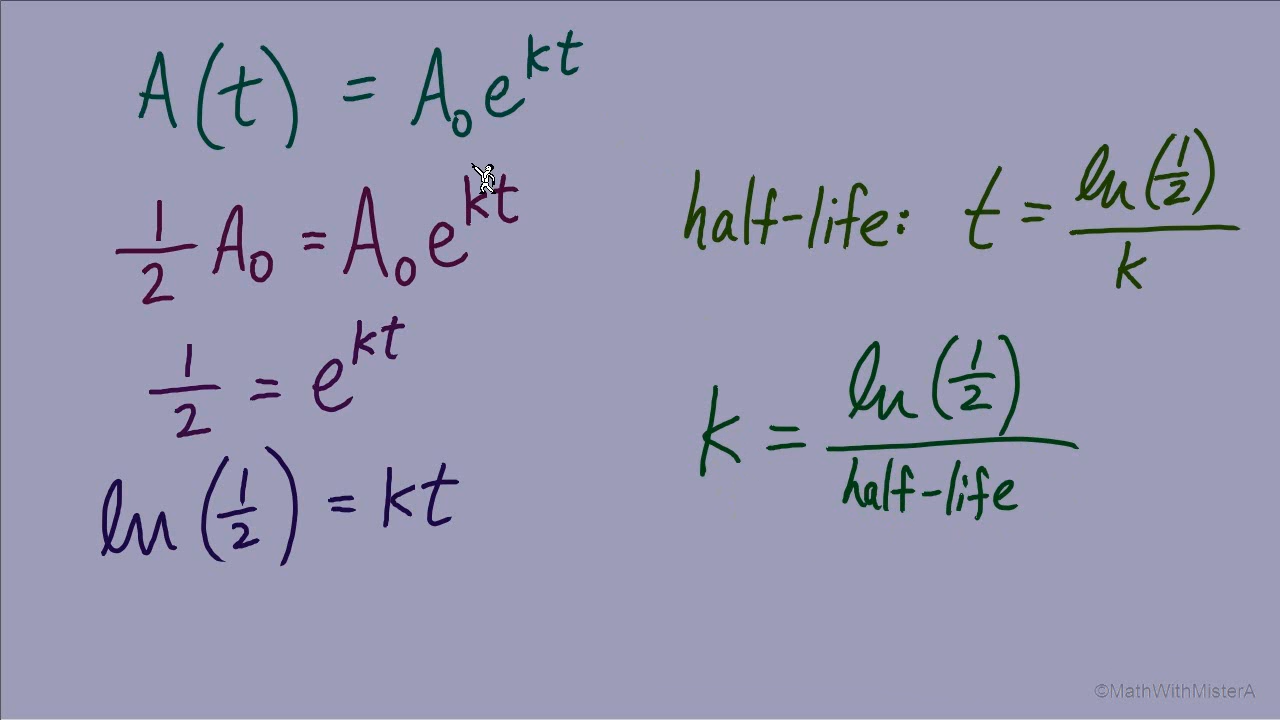 A(t) = A₀e^{kt}
1/2 A₀ = A₀e^{kt}
1/2 = e^{kt}
ln(1/2) = kt
half-life: t = ln(1/2)/k
k = ln(1/2)/half-life
©MathWithMisterA